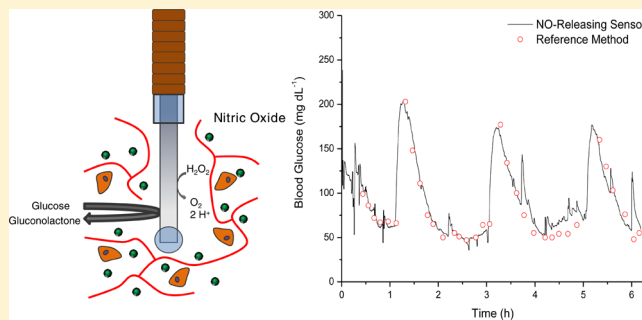 Nitric Oxide
H₂O₂
O₂
2 H⁺
Glucose
Gluconolactone
NO-Releasing Senso
Reference Method
Blood Glucose (mg dL⁻¹)
300
250
200
150
100
50
0
0
1
2
3
4
5
6
Time (h)